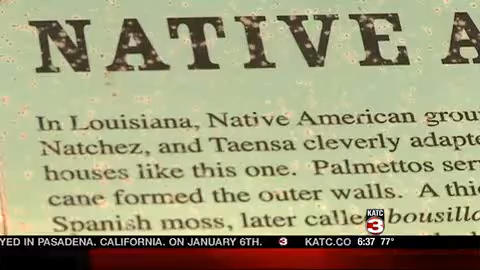 NATIVE A
In Louisiana, Native American grou
Natchez, and Taensa cleverly adapte
houses like this one. Palmettos ser
cane formed the outer walls. A thi
Spanish moss, later called bousilla
KATC
3
YED IN PASADENA. CALIFORNIA. ON JANUARY 6TH. 3 KATC.CO 6:37 77°